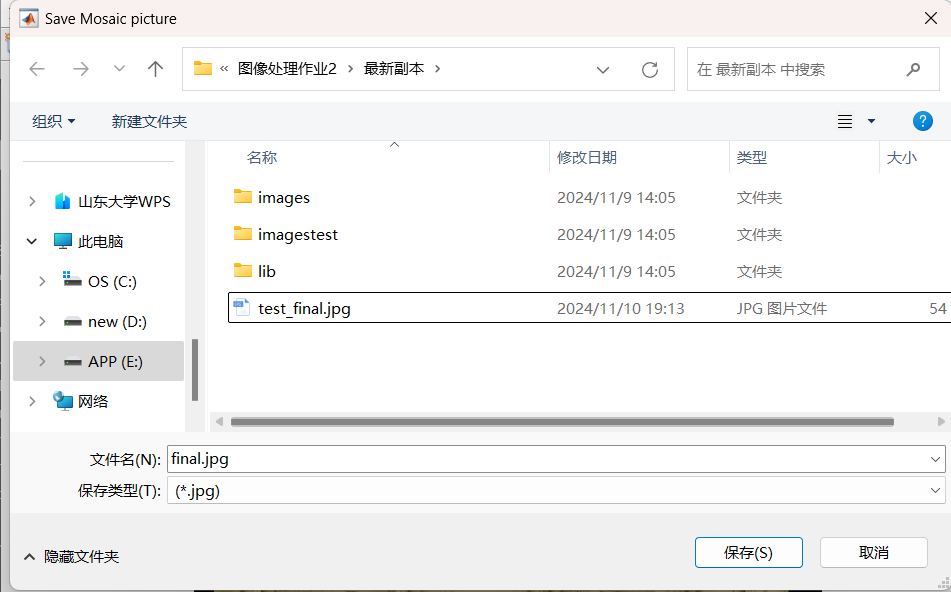 Save Mosaic picture
« 图像处理作业2 › 最新副本 ›
在 最新副本 中搜索
组织 新建文件夹 ?
名称 修改日期 类型 大小
山东大学WPS
此电脑
OS (C:)
new (D:)
APP (E:)
网络
images 2024/11/9 14:05 文件夹
imagestest 2024/11/9 14:05 文件夹
lib 2024/11/9 14:05 文件夹
test_final.jpg 2024/11/10 19:13 JPG 图片文件 54
文件名(N): final.jpg
保存类型(T): (*.jpg)
隐藏文件夹 保存(S) 取消